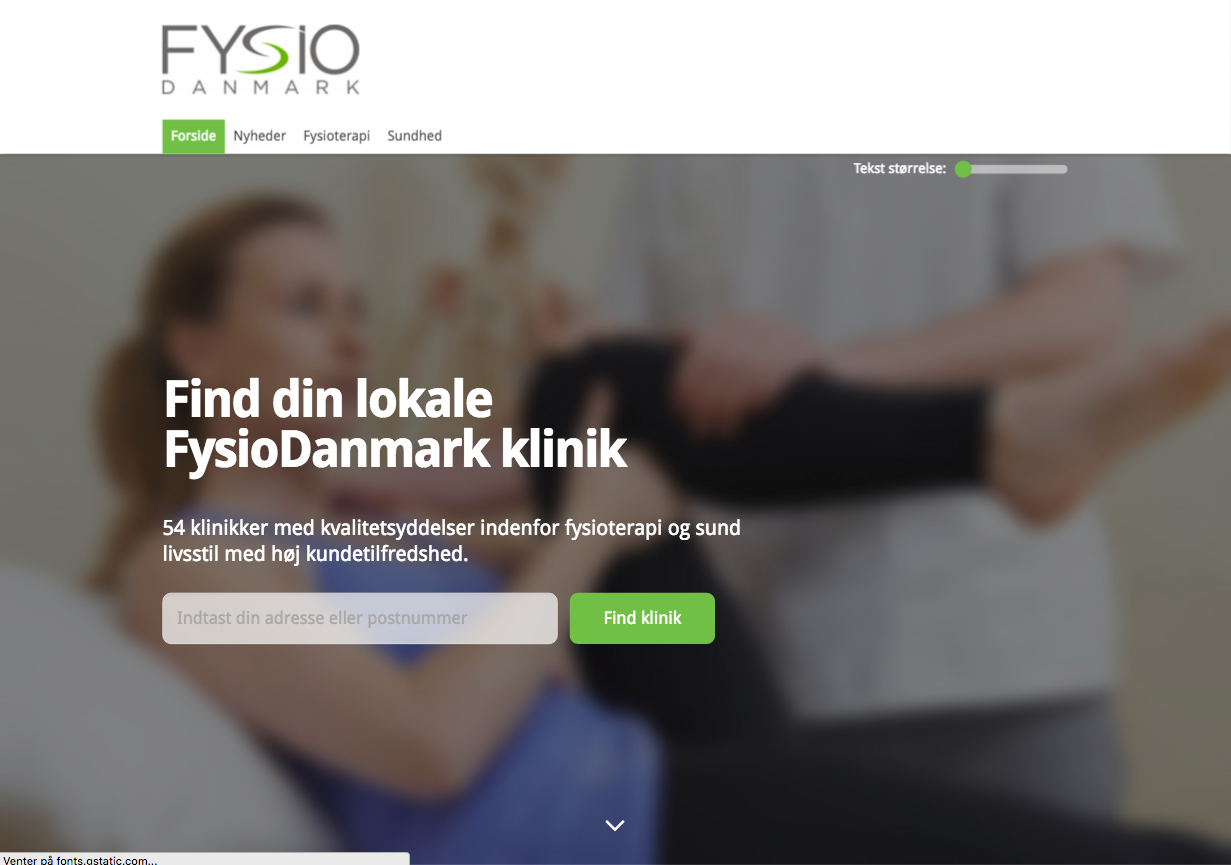 FYSIO
DANMARK
Forside Nyheder Fysioterapi Sundhed
Tekst størrelse:
Find din lokale
FysioDanmark klinik
54 klinikker med kvalitetsyddelser indenfor fysioterapi og sund
livsstil med høj kundetilfredshed.
Indtast din adresse eller postnummer Find klinik
Venter på fonts.gstatic.com...